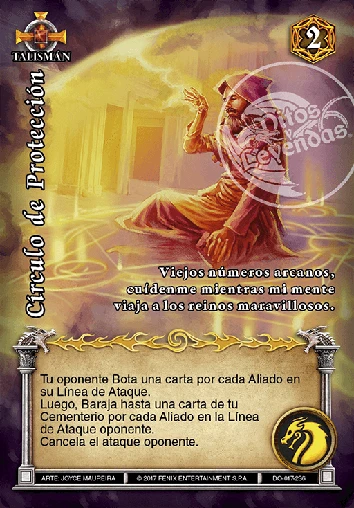 TALISMÁN
2
Mitos y
Leyendas
Círculo de Protección
Viejos números arcanos,
cuídenme mientras mi mente
viaja a los reinos maravillosos.
Tu oponente Bota una carta por cada Aliado en
su Línea de Ataque.
Luego, Baraja hasta una carta de tu
Cementerio por cada Aliado en la Línea
de Ataque oponente.
Cancela el ataque oponente.
ARTE: JOYCE MAUREIRA
© 2017 FENIX ENTERTAINMENT S.P.A.